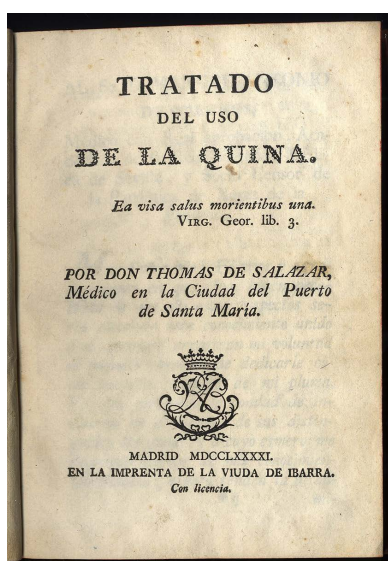 TRATADO
DEL USO
DE LA QUINA.
Ea visa salus morientibus una.
VIRG. Geor. lib. 3.
POR DON THOMAS DE SALAZAR,
Médico en la Ciudad del Puerto
de Santa María.
MADRID MDCCLXXXXI.
EN LA IMPRENTA DE LA VIUDA DE IBARRA.
Con licencia.